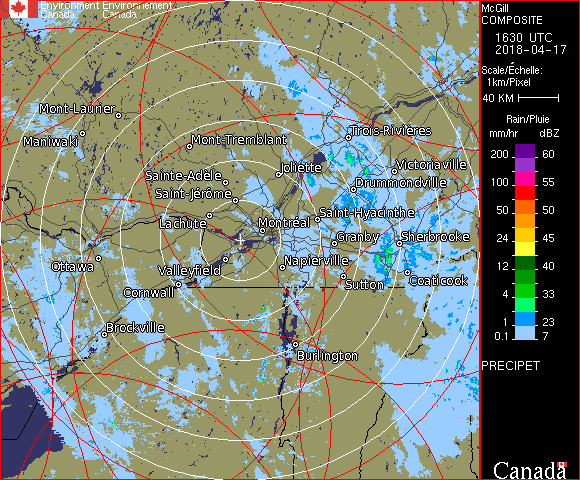 Environment Environnement
Canada Canada
McGill
COMPOSITE
1630 UTC
2018-04-17
Scale/Échelle:
1km/Pixel
40 KM
Rain/Pluie
mm/hr dBZ
200 60
100 55
50 50
24 45
12 40
4 33
1 23
0.1 7
PRECIPET
Canada
Mont-Laurier
Maniwaki
Mont-Tremblant
Trois-Rivières
Joliette
Victoriaville
Sainte-Adèle
Drummondville
Saint-Jérôme
Saint-Hyacinthe
Lachute
Montréal
Granby
Sherbrooke
Ottawa
Valleyfield
Napierville
Coaticook
Cornwall
Sutton
Brockville
Burlington